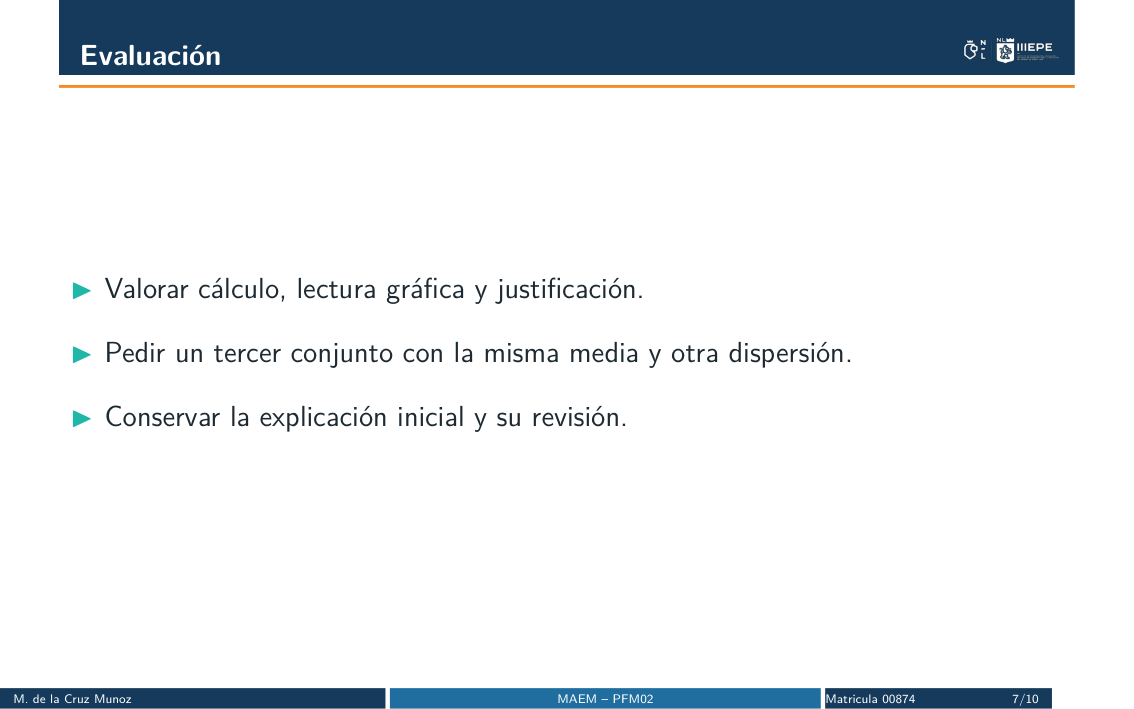 Evaluación
N
L
NL
IIIEPE
Valorar cálculo, lectura gráfica y justificación.
Pedir un tercer conjunto con la misma media y otra dispersión.
Conservar la explicación inicial y su revisión.
M. de la Cruz Munoz
MAEM – PFM02
Matricula 00874
7/10